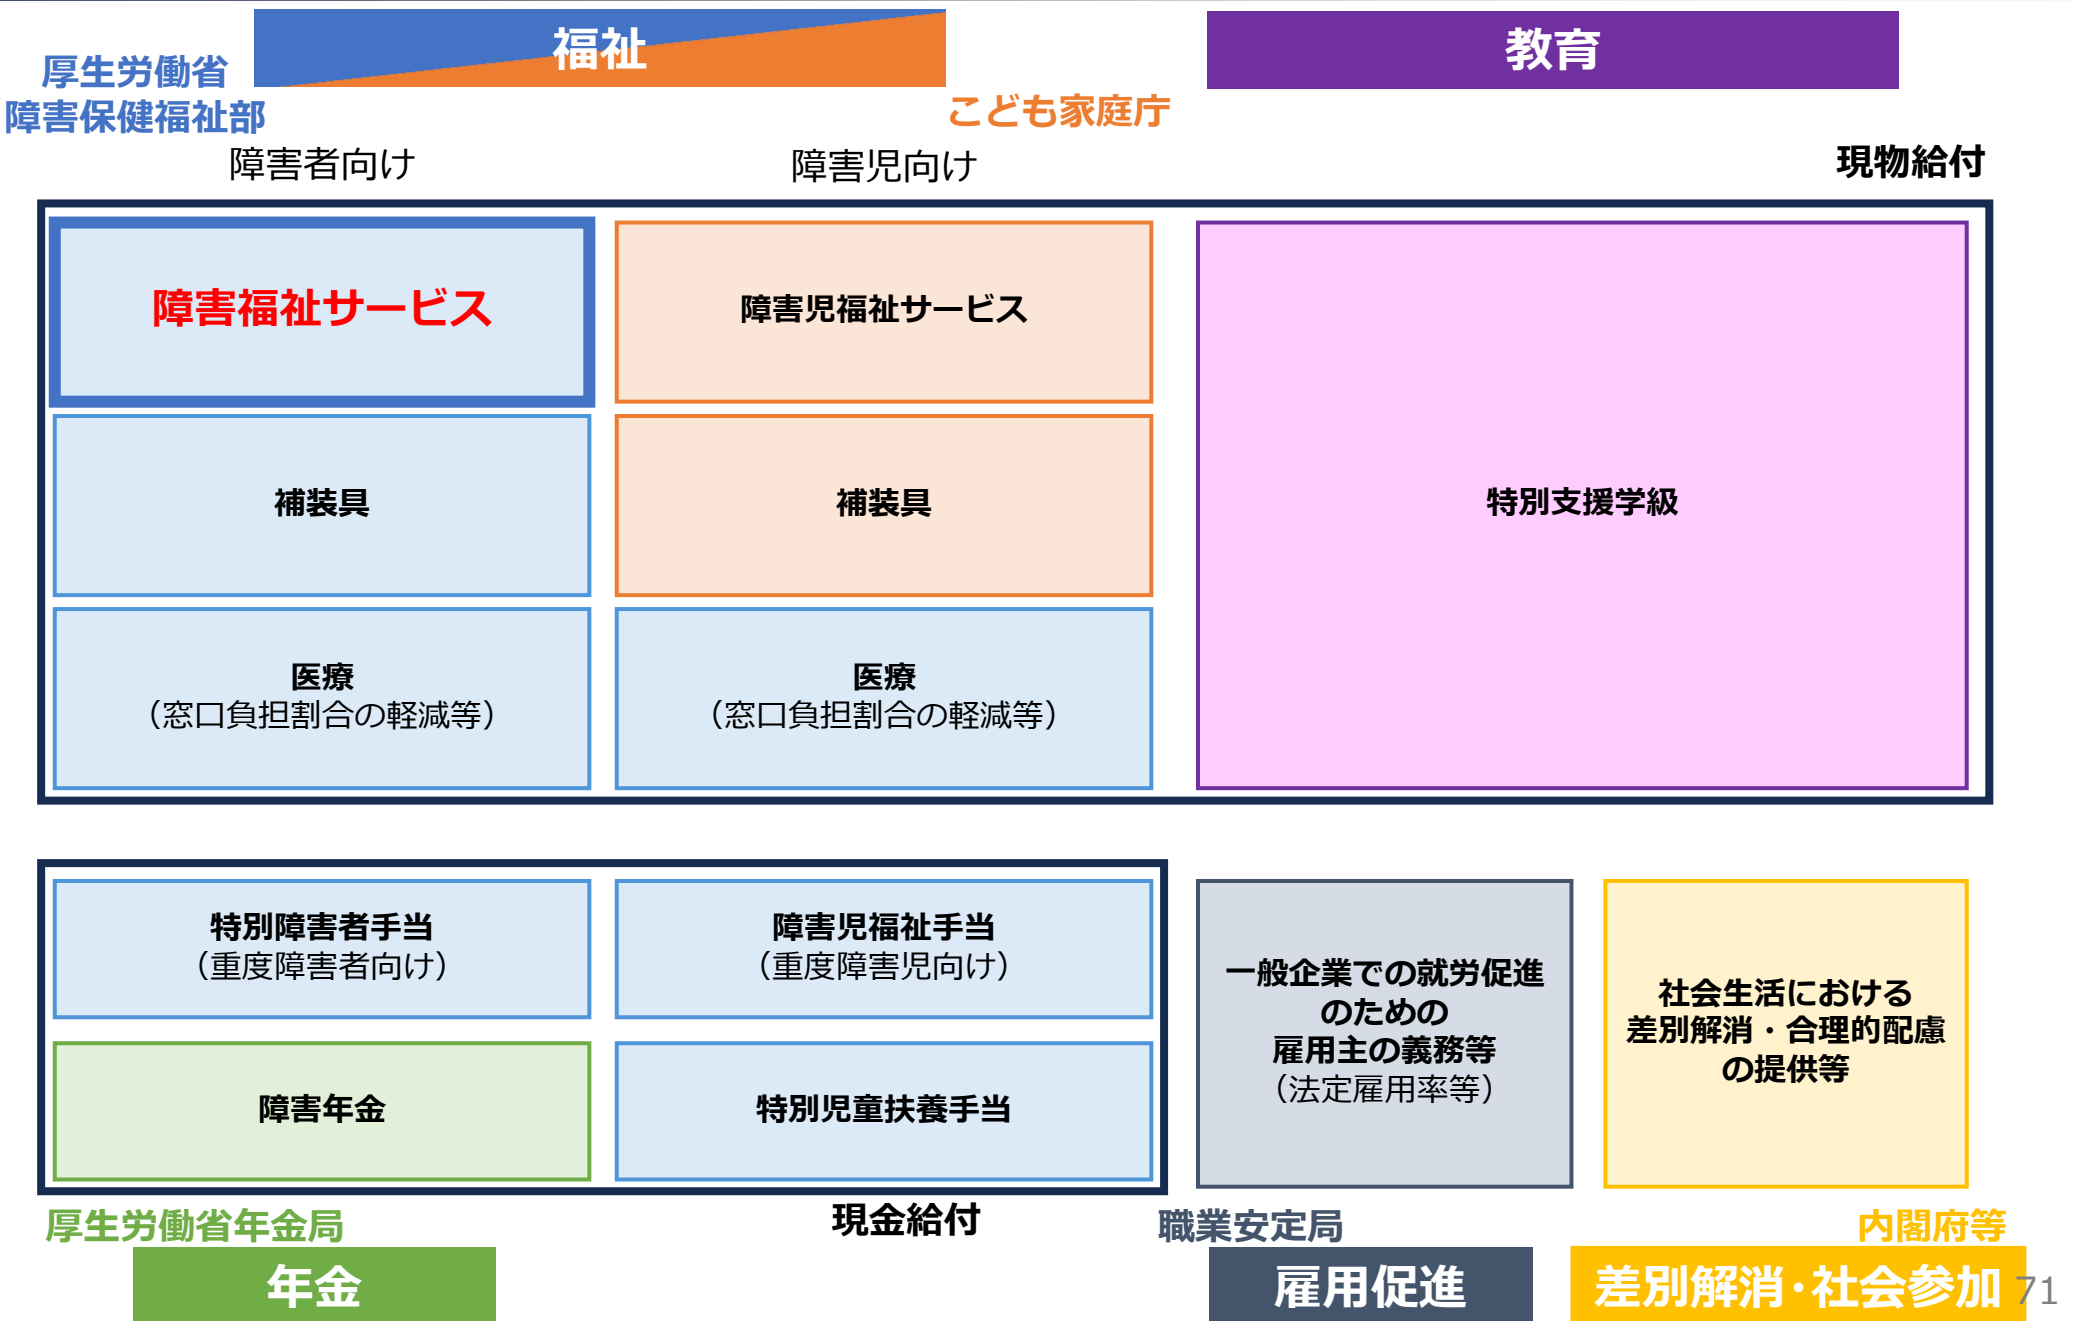 福祉
教育
厚生労働省
障害保健福祉部
こども家庭庁
障害者向け
障害児向け
現物給付
障害福祉サービス
障害児福祉サービス
補装具
補装具
特別支援学級
医療
（窓口負担割合の軽減等）
医療
（窓口負担割合の軽減等）
特別障害者手当
（重度障害者向け）
障害児福祉手当
（重度障害児向け）
一般企業での就労促進
のための
雇用主の義務等
（法定雇用率等）
社会生活における
差別解消・合理的配慮
の提供等
障害年金
特別児童扶養手当
厚生労働省年金局
現金給付
職業安定局
内閣府等
年金
雇用促進
差別解消・社会参加
71